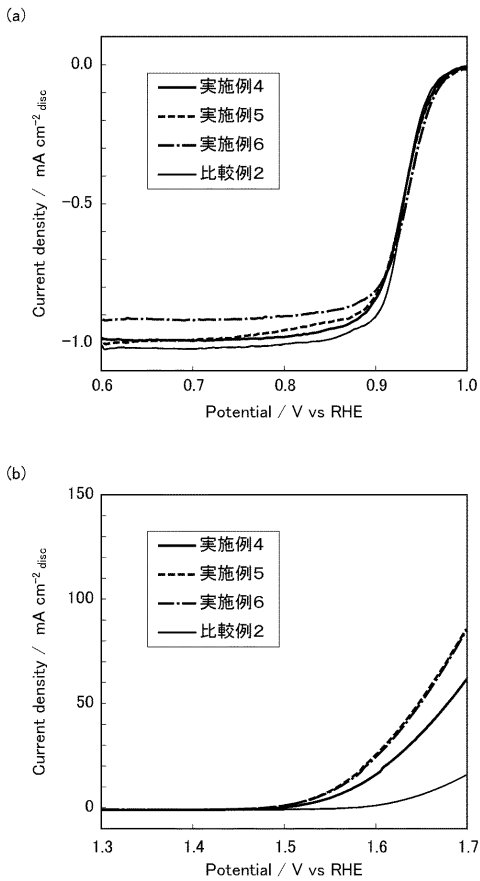 (a)
0.0
-0.5
-1.0
Current density / mA cm⁻² disc
実施例4
実施例5
実施例6
比較例2
0.6 0.7 0.8 0.9 1.0
Potential / V vs RHE
(b)
150
100
50
0
Current density / mA cm⁻² disc
実施例4
実施例5
実施例6
比較例2
1.3 1.4 1.5 1.6 1.7
Potential / V vs RHE